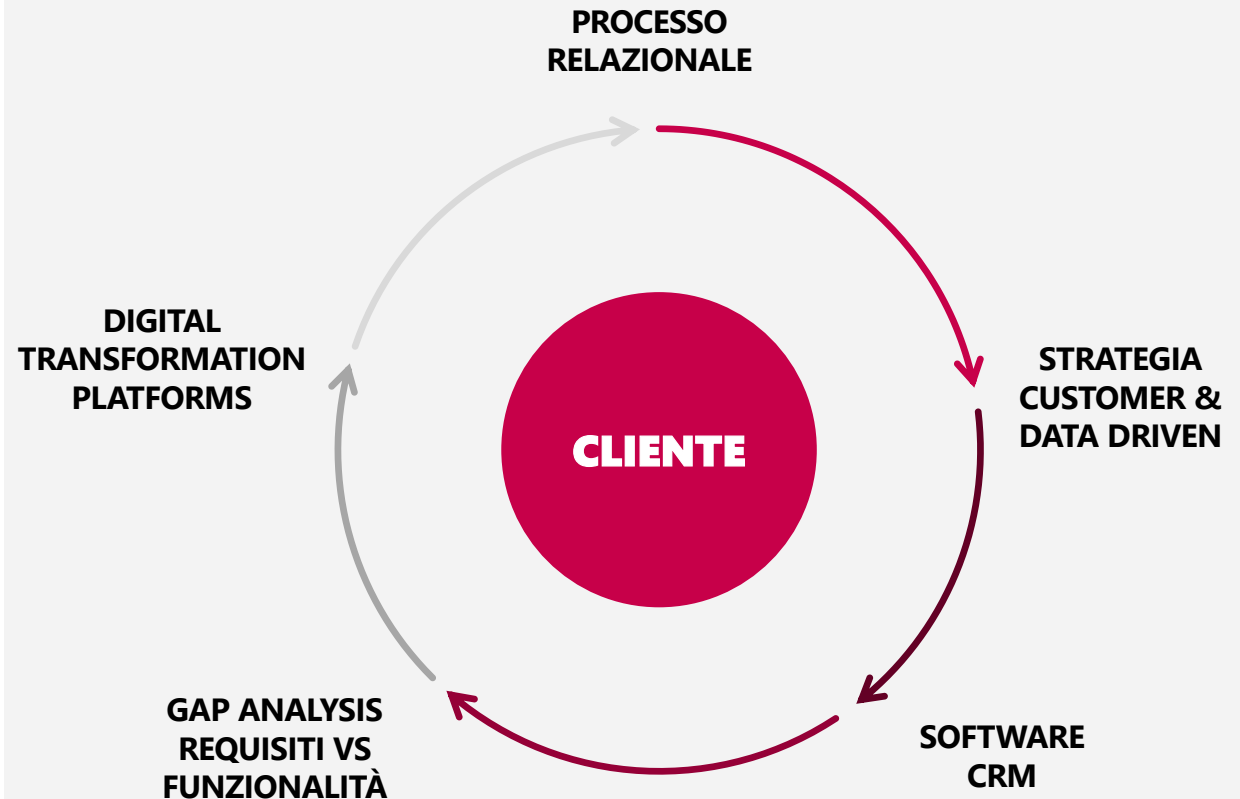 PROCESSO
RELAZIONALE
STRATEGIA
CUSTOMER &
DATA DRIVEN
SOFTWARE
CRM
GAP ANALYSIS
REQUISITI VS
FUNZIONALITÀ
DIGITAL
TRANSFORMATION
PLATFORMS
CLIENTE